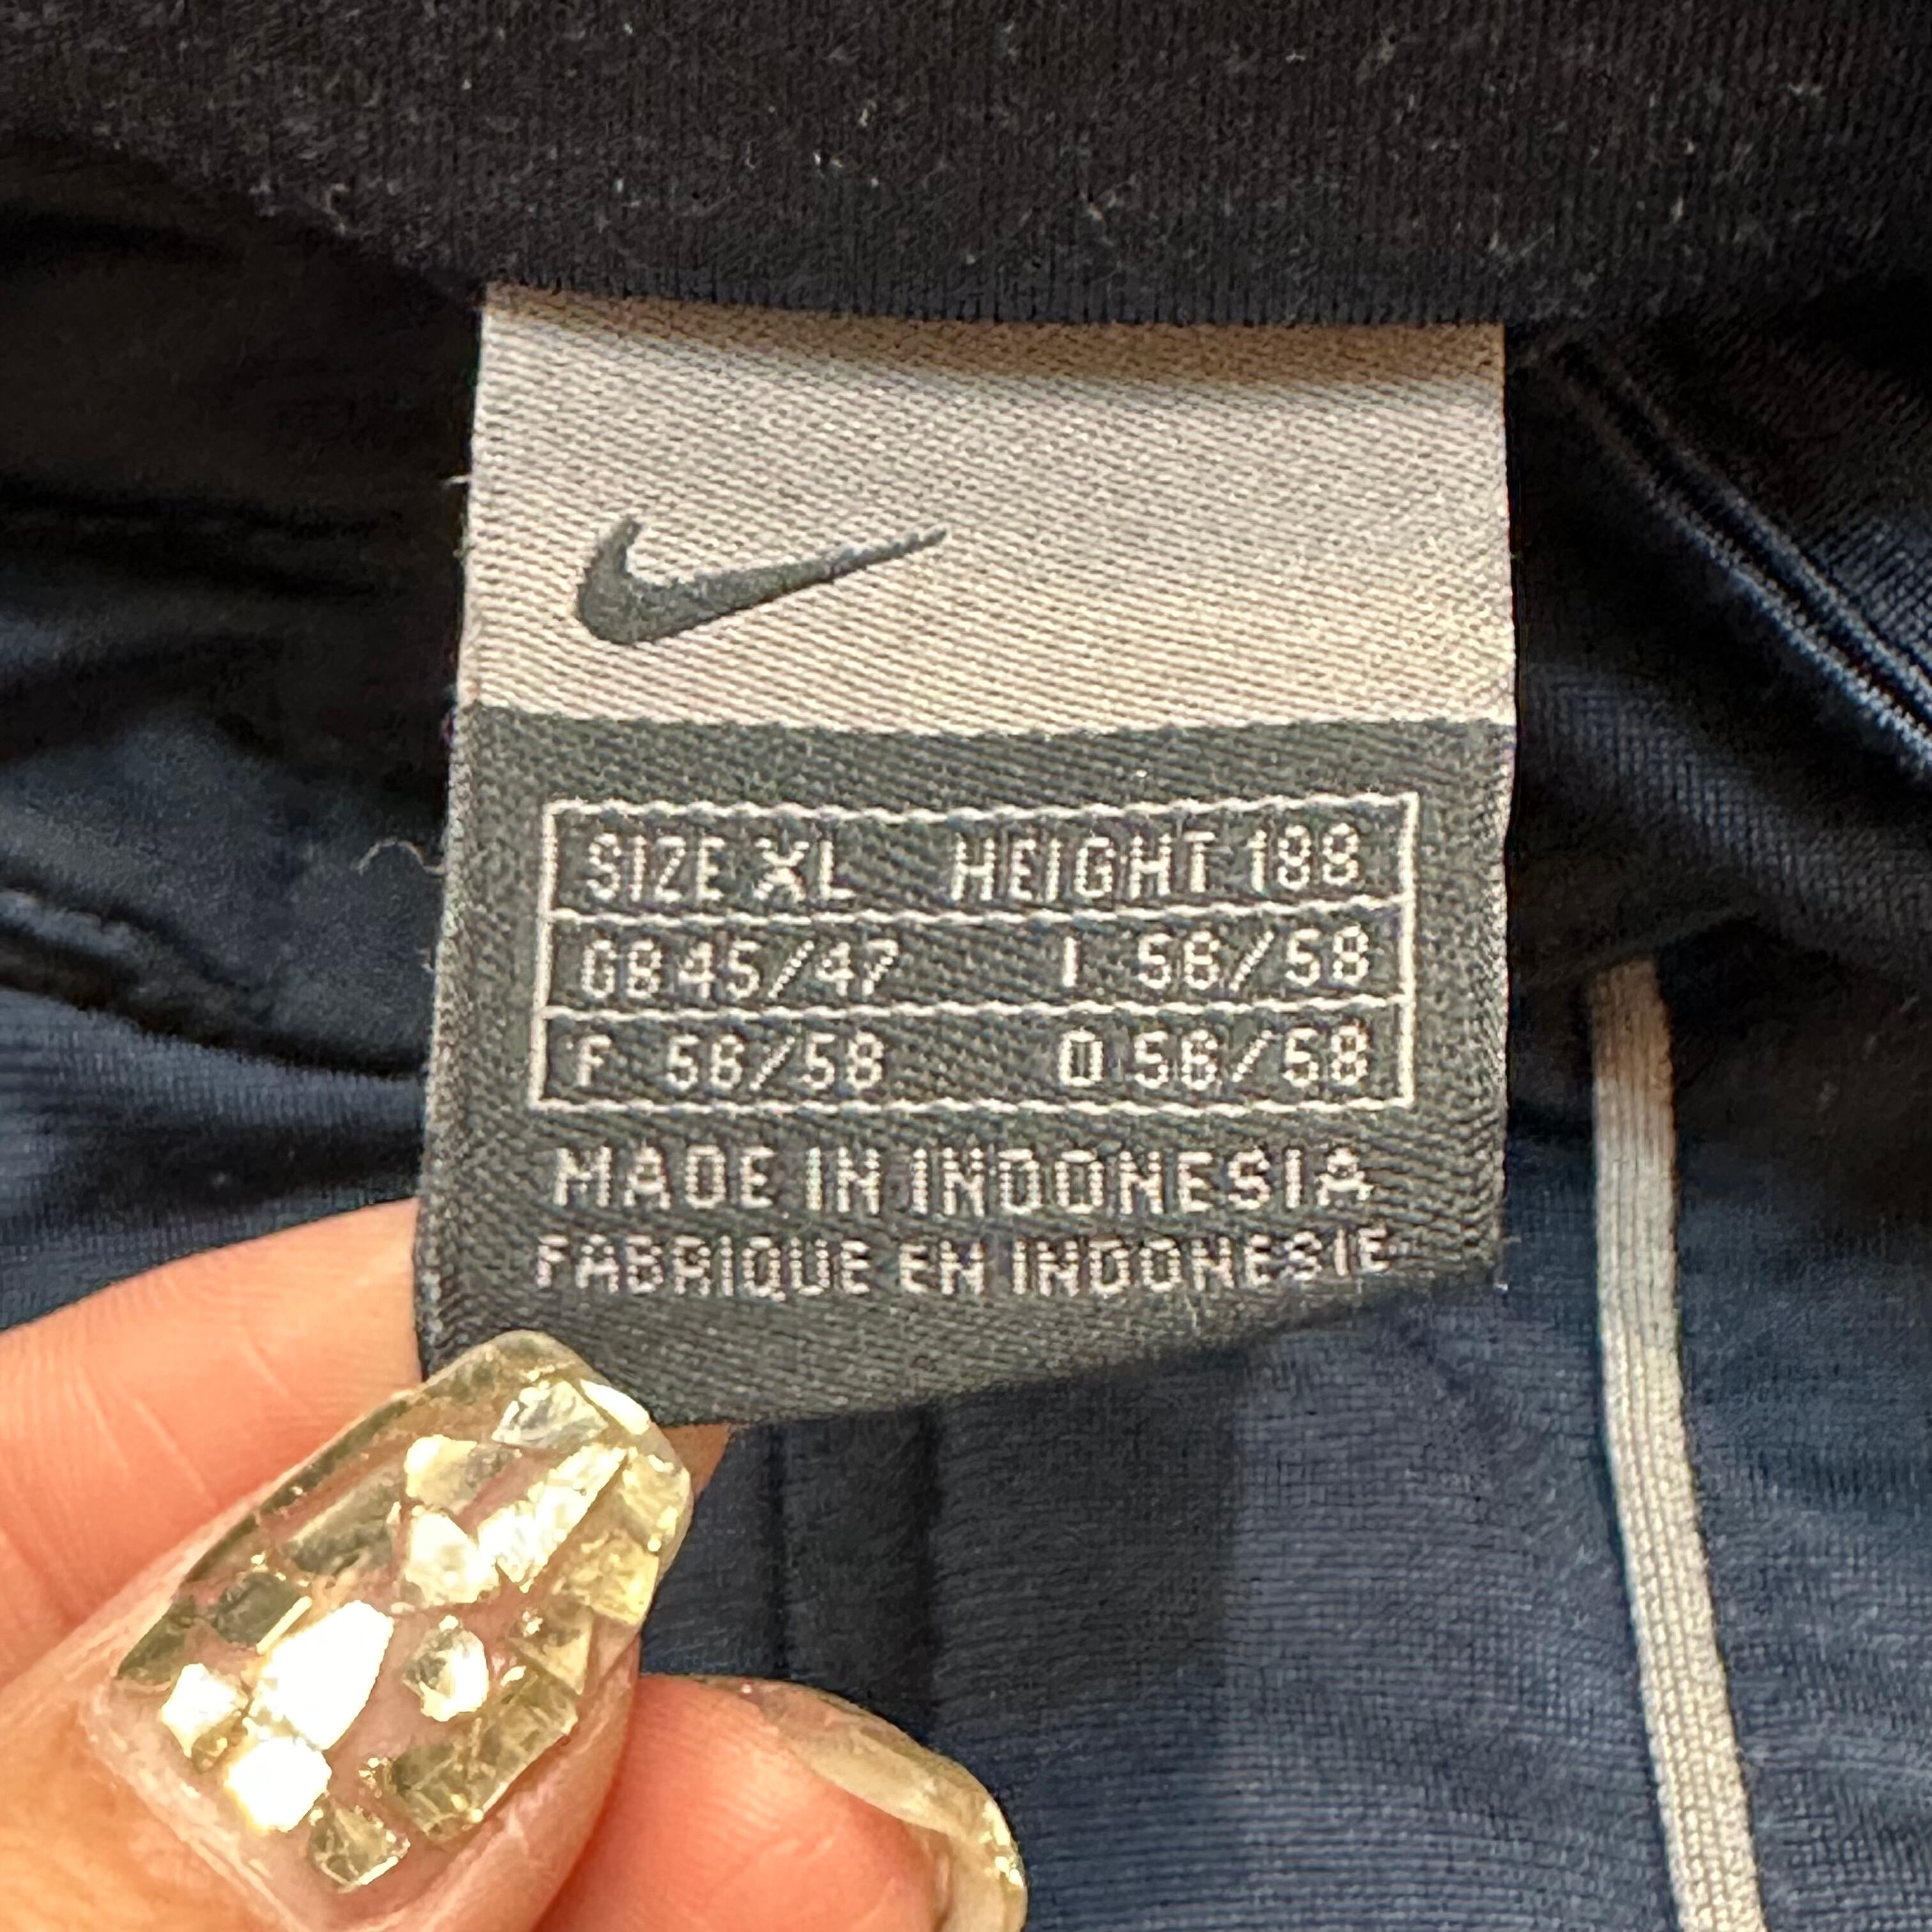 SIZE XL HEIGHT 188
GB 45/47 I 56/58
F 56/58 D 56/58
MADE IN INDONESIA
FABRIQUE EN INDONESIE